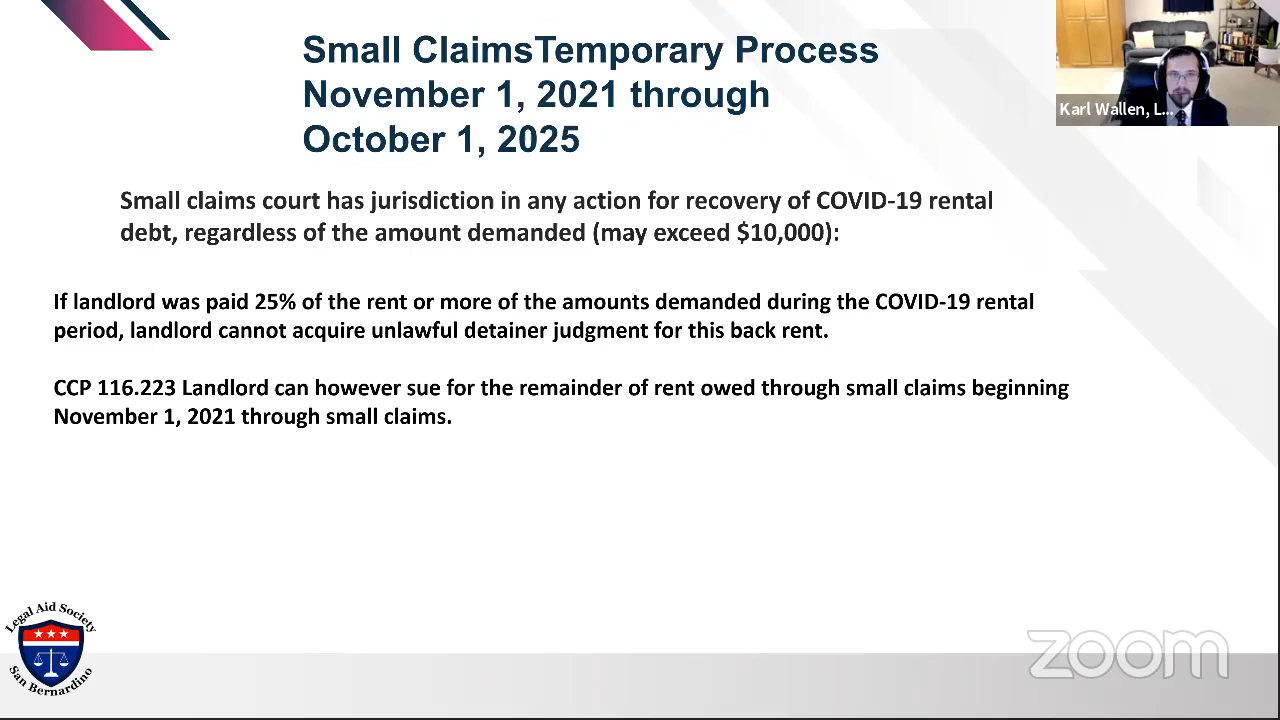 Small ClaimsTemporary Process
November 1, 2021 through
October 1, 2025
Karl Wallen, L...
Small claims court has jurisdiction in any action for recovery of COVID-19 rental
debt, regardless of the amount demanded (may exceed $10,000):
If landlord was paid 25% of the rent or more of the amounts demanded during the COVID-19 rental
period, landlord cannot acquire unlawful detainer judgment for this back rent.
CCP 116.223 Landlord can however sue for the remainder of rent owed through small claims beginning
November 1, 2021 through small claims.
Legal Aid Society
San Bernardino
zoom